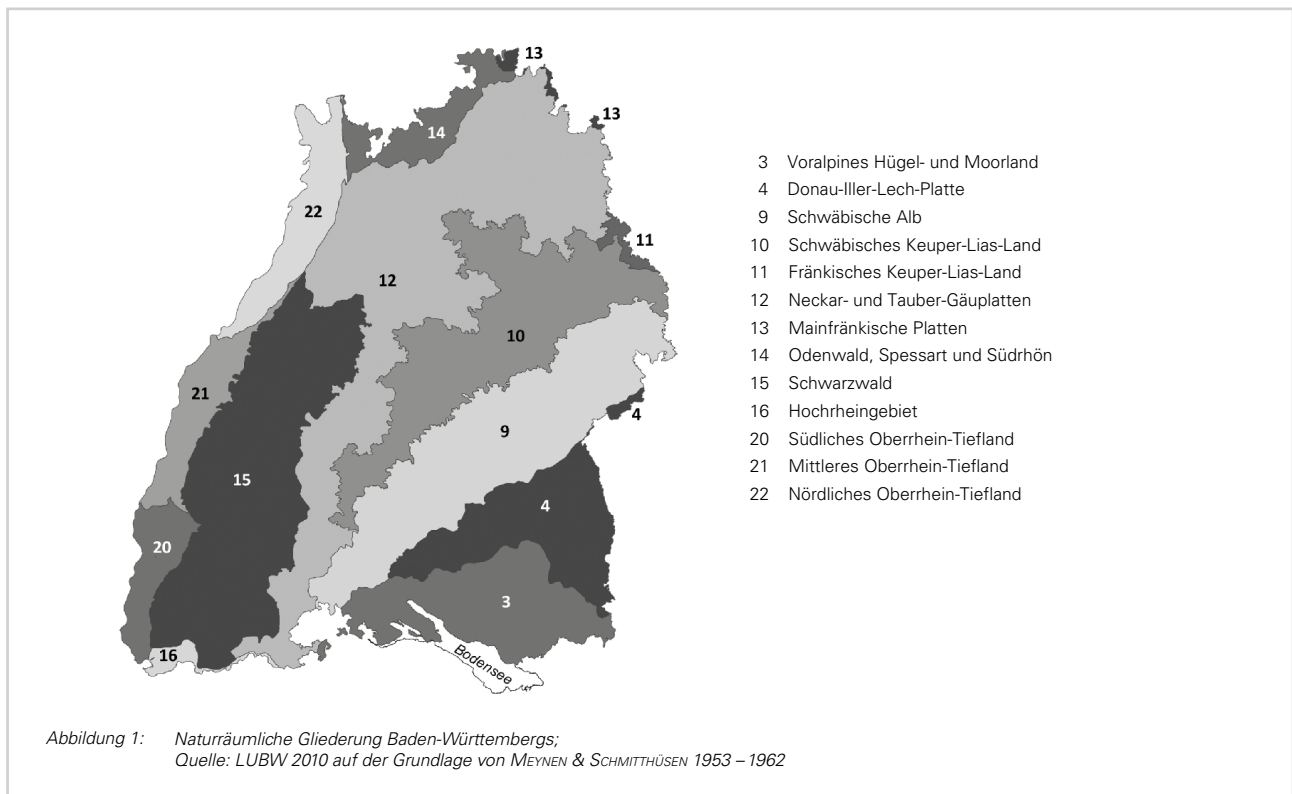 13
13
14
22
11
12
10
21
9
4
15
4
20
3
16
Bodensee
3 Voralpines Hügel- und Moorland
4 Donau-Iller-Lech-Platte
9 Schwäbische Alb
10 Schwäbisches Keuper-Lias-Land
11 Fränkisches Keuper-Lias-Land
12 Neckar- und Tauber-Gäuplatten
13 Mainfränkische Platten
14 Odenwald, Spessart und Südrhön
15 Schwarzwald
16 Hochrheingebiet
20 Südliches Oberrhein-Tiefland
21 Mittleres Oberrhein-Tiefland
22 Nördliches Oberrhein-Tiefland
Abbildung 1: Naturräumliche Gliederung Baden-Württembergs;
Quelle: LUBW 2010 auf der Grundlage von MEYNEN & SCHMITTHÜSEN 1953 – 1962